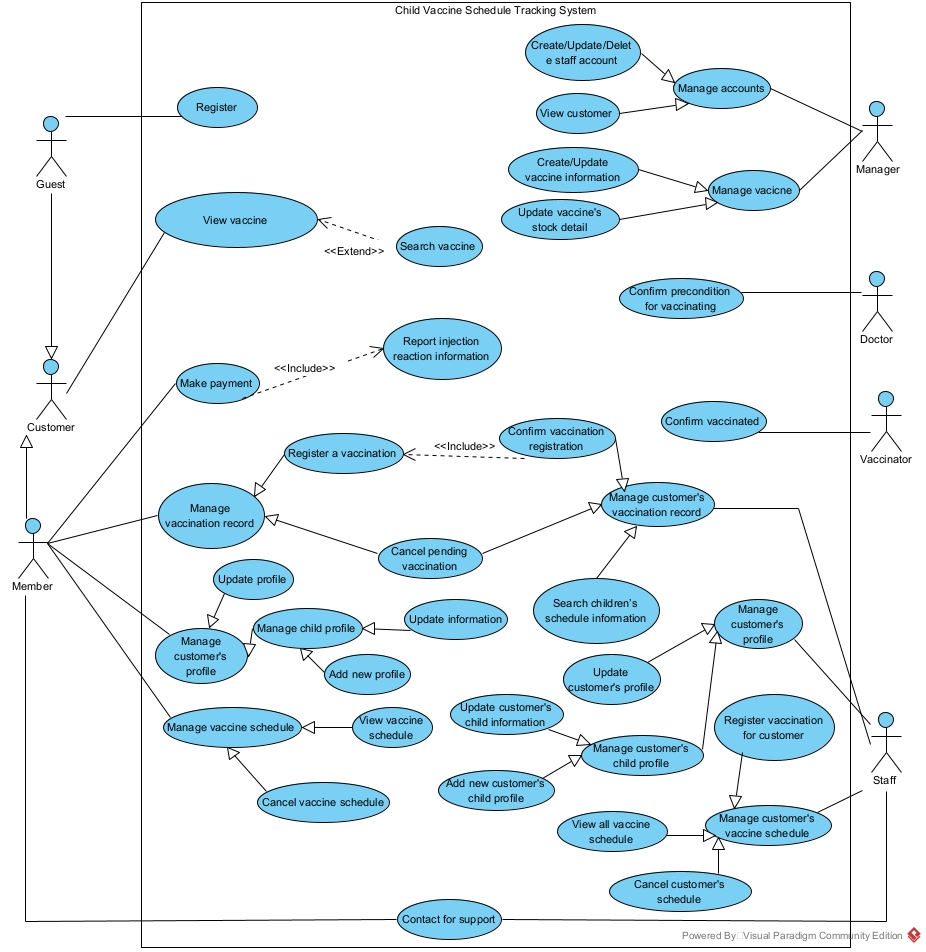 Child Vaccine Schedule Tracking System
Create/Update/Delet
e staff account
Manage accounts
Register
View customer
Guest
Manager
Create/Update
vaccine information
Manage vacicne
Update vaccine's
stock detail
View vaccine
<<Extend>>
Search vaccine
Confirm precondition
for vaccinating
Doctor
Report injection
reaction information
<<Include>>
Make payment
Customer
Confirm vaccinated
Vaccinator
Confirm vaccination
registration
<<Include>>
Register a vaccination
Manage customer's
vaccination record
Manage
vaccination record
Cancel pending
vaccination
Member
Update profile
Search children's
schedule information
Manage
customer's
profile
Manage child profile
Update information
Manage
customer's
profile
Add new profile
Update
customer's profile
Update customer's
child information
Register vaccination
for customer
Manage vaccine schedule
View vaccine
schedule
Manage customer's
child profile
Staff
Add new customer's
child profile
Cancel vaccine schedule
View all vaccine
schedule
Manage customer's
vaccine schedule
Cancel customer's
schedule
Contact for support
Powered By Visual Paradigm Community Edition